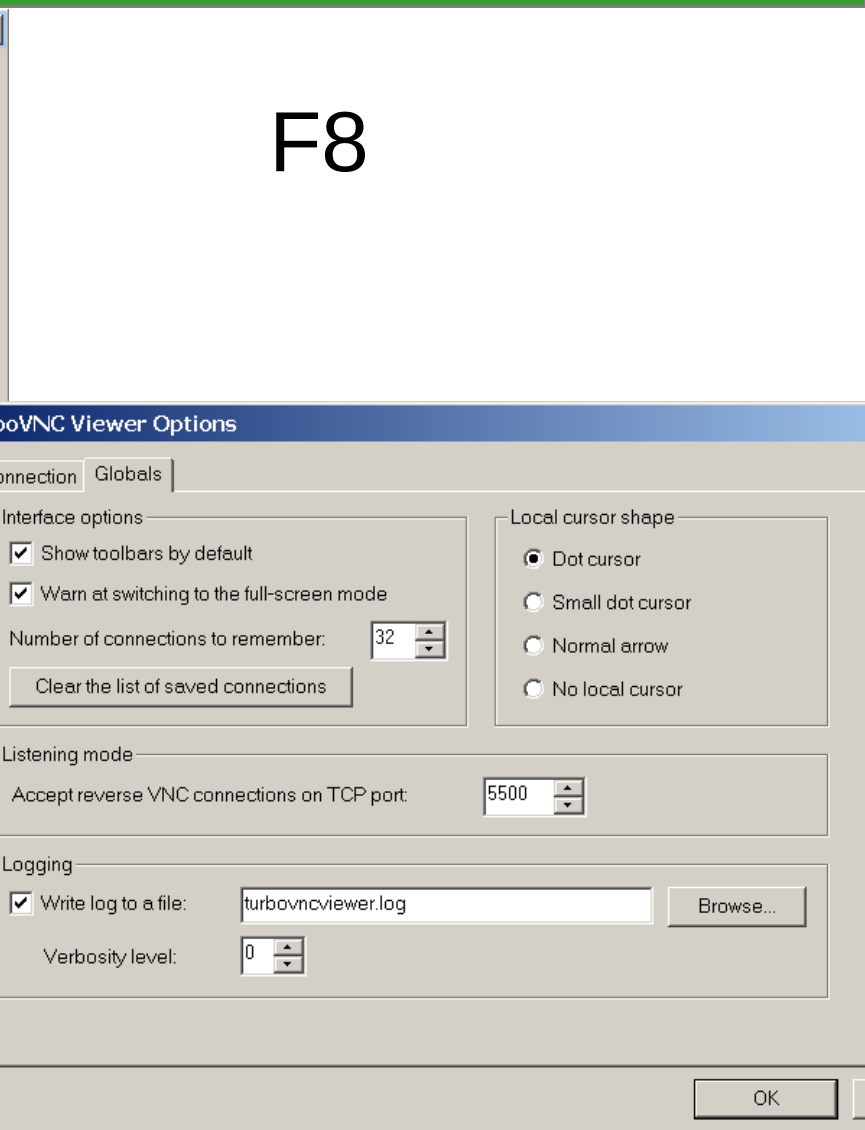 F8
boVNC Viewer Options
onnection Globals
Interface options
Show toolbars by default
Warn at switching to the full-screen mode
Number of connections to remember: 32
Clear the list of saved connections
Local cursor shape
Dot cursor
Small dot cursor
Normal arrow
No local cursor
Listening mode
Accept reverse VNC connections on TCP port: 5500
Logging
Write log to a file: turbovncviewer.log Browse...
Verbosity level: 0
OK